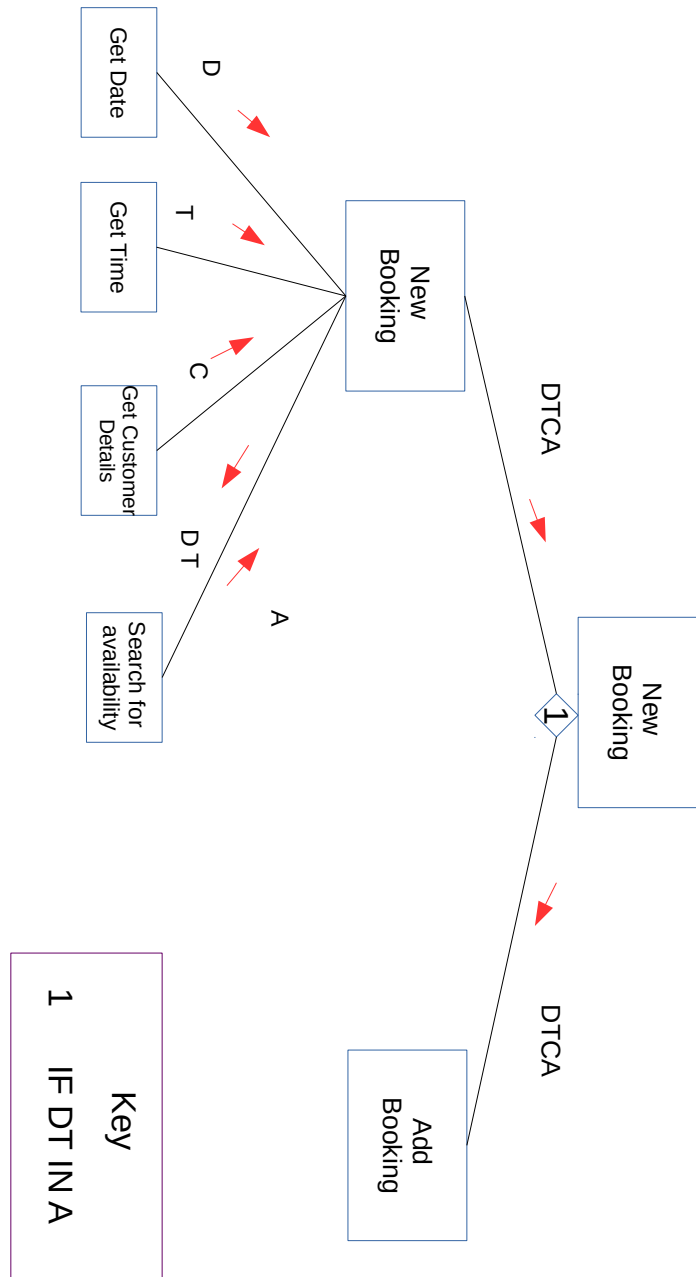 New
Booking
1
DTCA
DTCA
New
Booking
Add
Booking
D
T
C
D T
A
Get Date
Get Time
Get Customer
Details
Search for
availability
Key
1 IF DT IN A